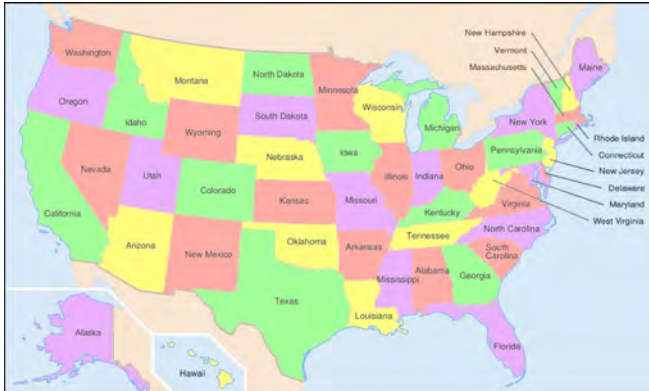 New Hampshire
Vermont
Massachusetts
Washington
Montana
North Dakota
Minnesota
Maine
Oregon
Idaho
Wyoming
South Dakota
Wisconsin
Michigan
New York
Rhode Island
Connecticut
New Jersey
Delaware
Maryland
West Virginia
Nevada
Utah
Colorado
Nebraska
Iowa
Illinois
Indiana
Ohio
Pennsylvania
California
Kansas
Missouri
Kentucky
Virginia
Arizona
New Mexico
Oklahoma
Arkansas
Tennessee
North Carolina
South
Carolina
Texas
Louisiana
Mississippi
Alabama
Georgia
Florida
Alaska
Hawaii